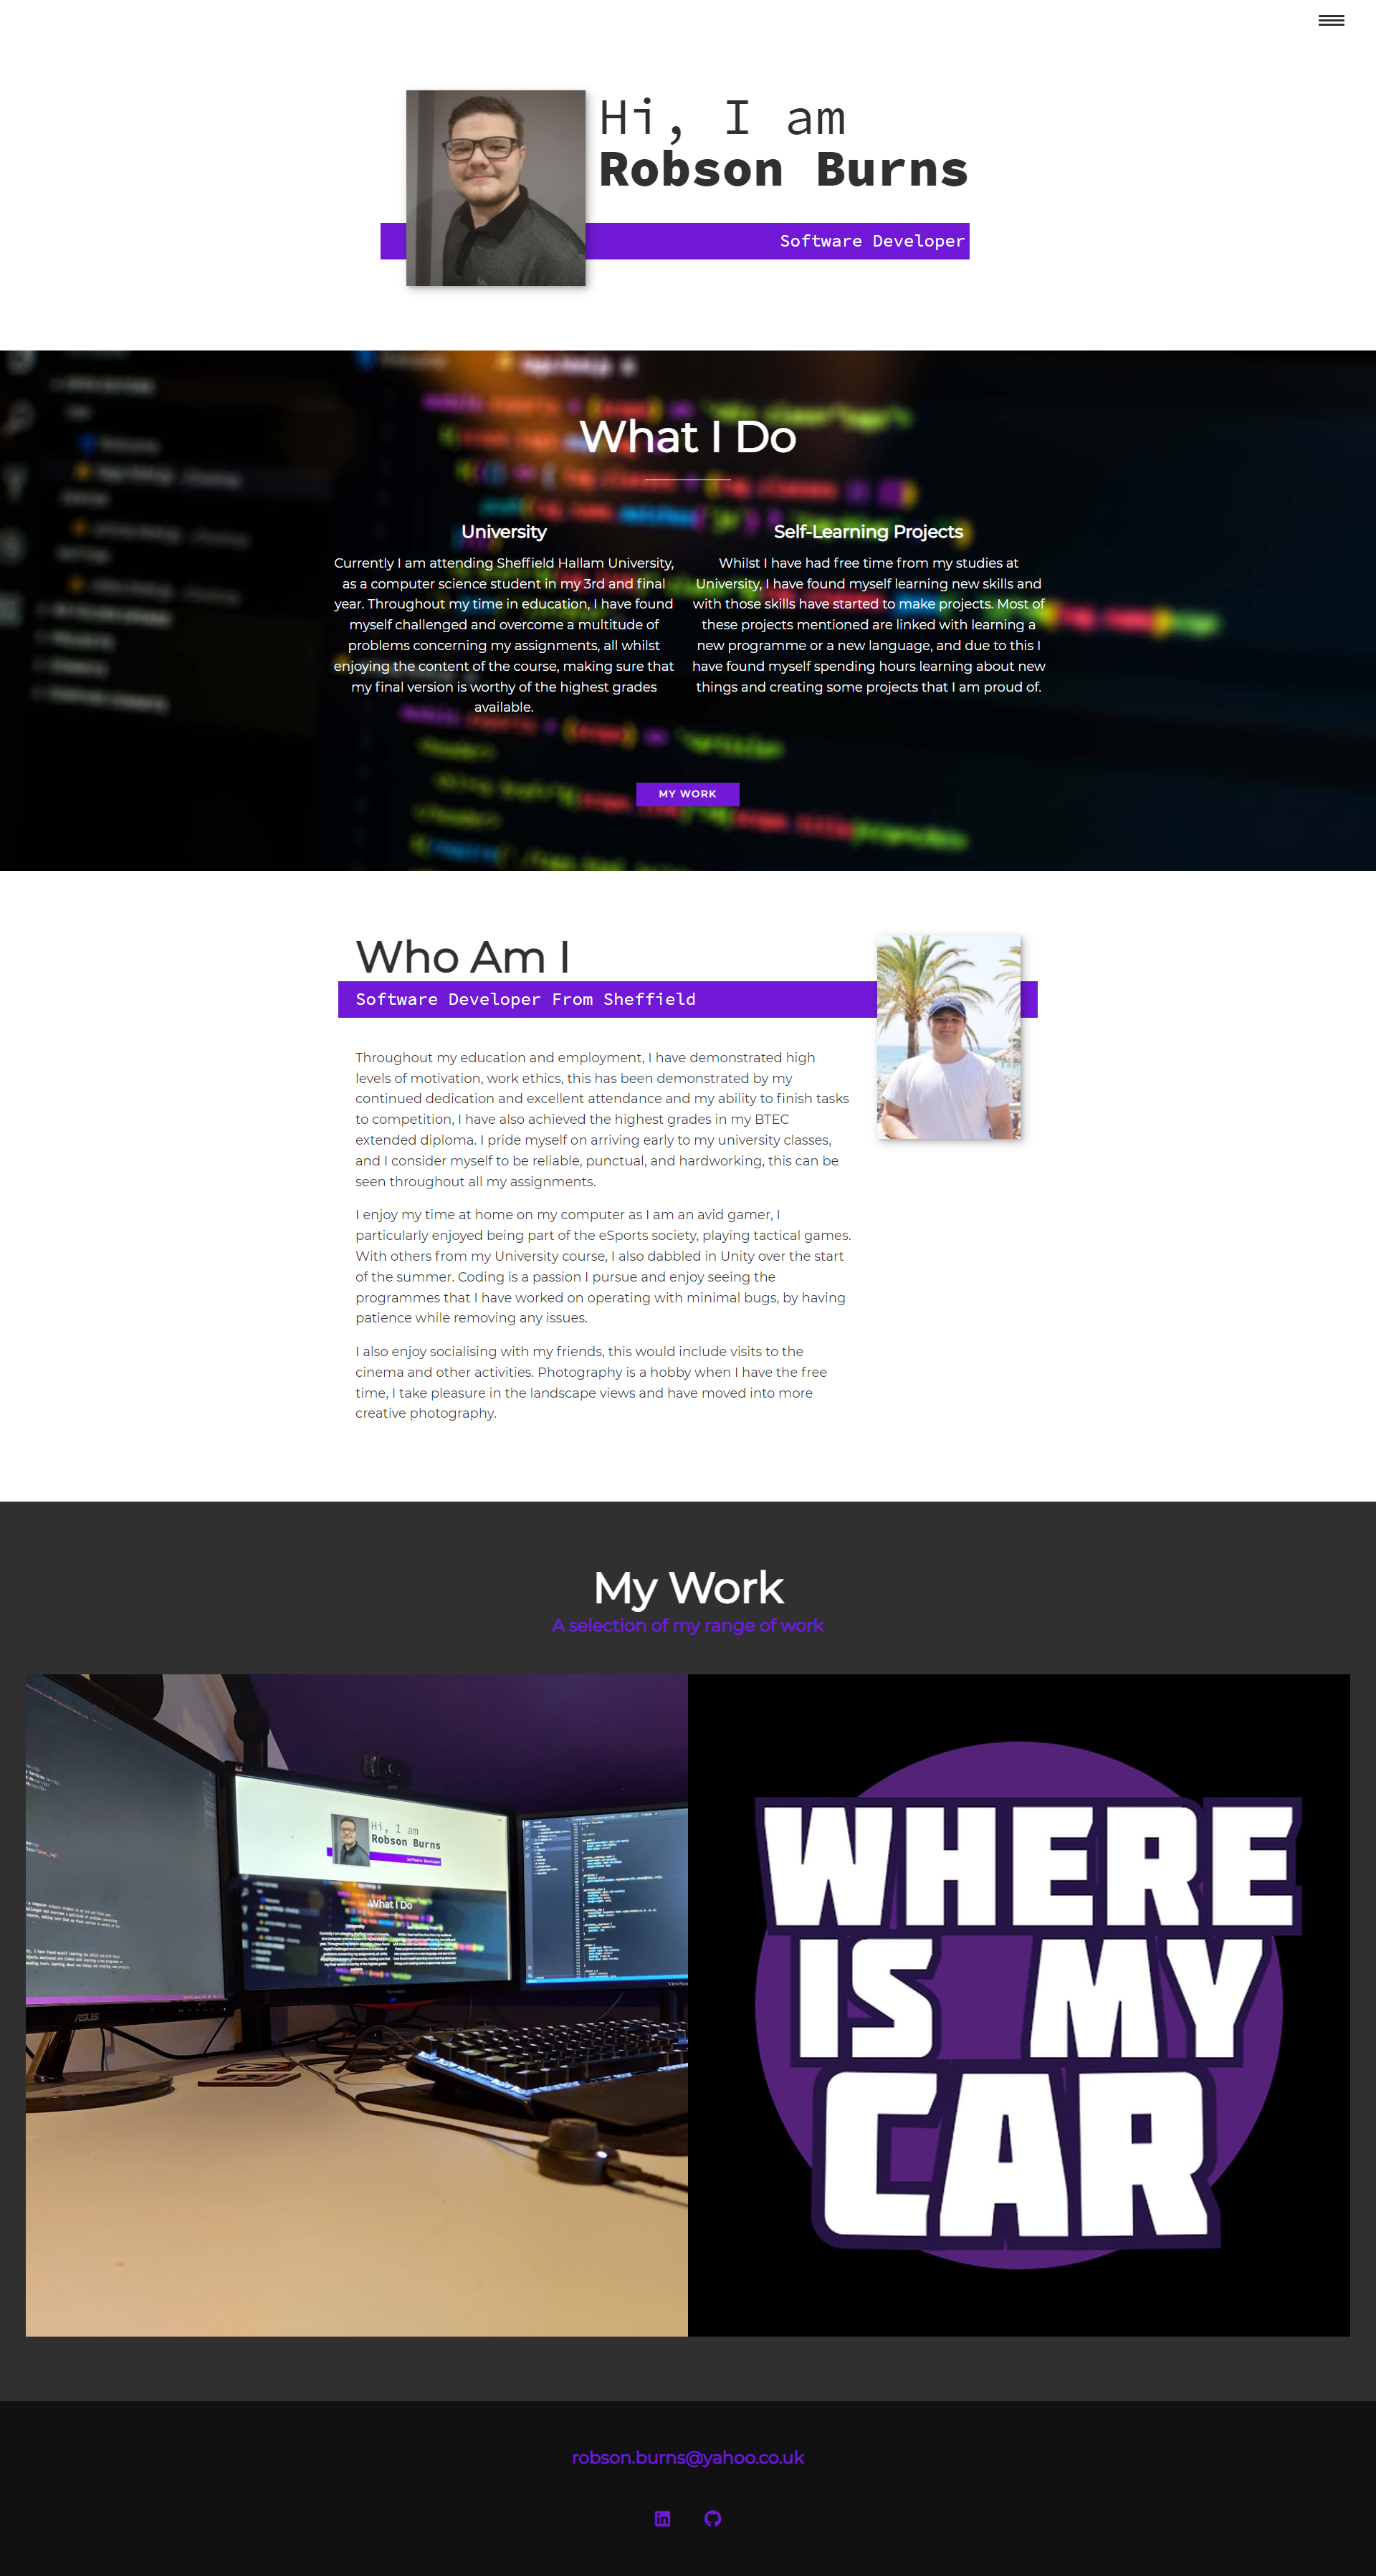 Hi, I am
Robson Burns
Software Developer
What I Do
University
Currently I am attending Sheffield Hallam University,
as a computer science student in my 3rd and final
year. Throughout my time in education, I have found
myself challenged and overcome a multitude of
problems concerning my assignments, all whilst
enjoying the content of the course, making sure that
my final version is worthy of the highest grades
available.
Self-Learning Projects
Whilst I have had free time from my studies at
University, I have found myself learning new skills and
with those skills have started to make projects. Most of
these projects mentioned are linked with learning a
new programme or a new language, and due to this I
have found myself spending hours learning about new
things and creating some projects that I am proud of.
MY WORK
Who Am I
Software Developer From Sheffield
Throughout my education and employment, I have demonstrated high
levels of motivation, work ethics, this has been demonstrated by my
continued dedication and excellent attendance and my ability to finish tasks
to competition, I have also achieved the highest grades in my BTEC
extended diploma. I pride myself on arriving early to my university classes,
and I consider myself to be reliable, punctual, and hardworking, this can be
seen throughout all my assignments.
I enjoy my time at home on my computer as I am an avid gamer, I
particularly enjoyed being part of the eSports society, playing tactical games.
With others from my University course, I also dabbled in Unity over the start
of the summer. Coding is a passion I pursue and enjoy seeing the
programmes that I have worked on operating with minimal bugs, by having
patience while removing any issues.
I also enjoy socialising with my friends, this would include visits to the
cinema and other activities. Photography is a hobby when I have the free
time, I take pleasure in the landscape views and have moved into more
creative photography.
My Work
A selection of my range of work
Hi, I am
Robson Burns
Software Developer
What I Do
University
ASUS
ViewSonic
WHERE
IS MY
CAR
robson.burns@yahoo.co.uk